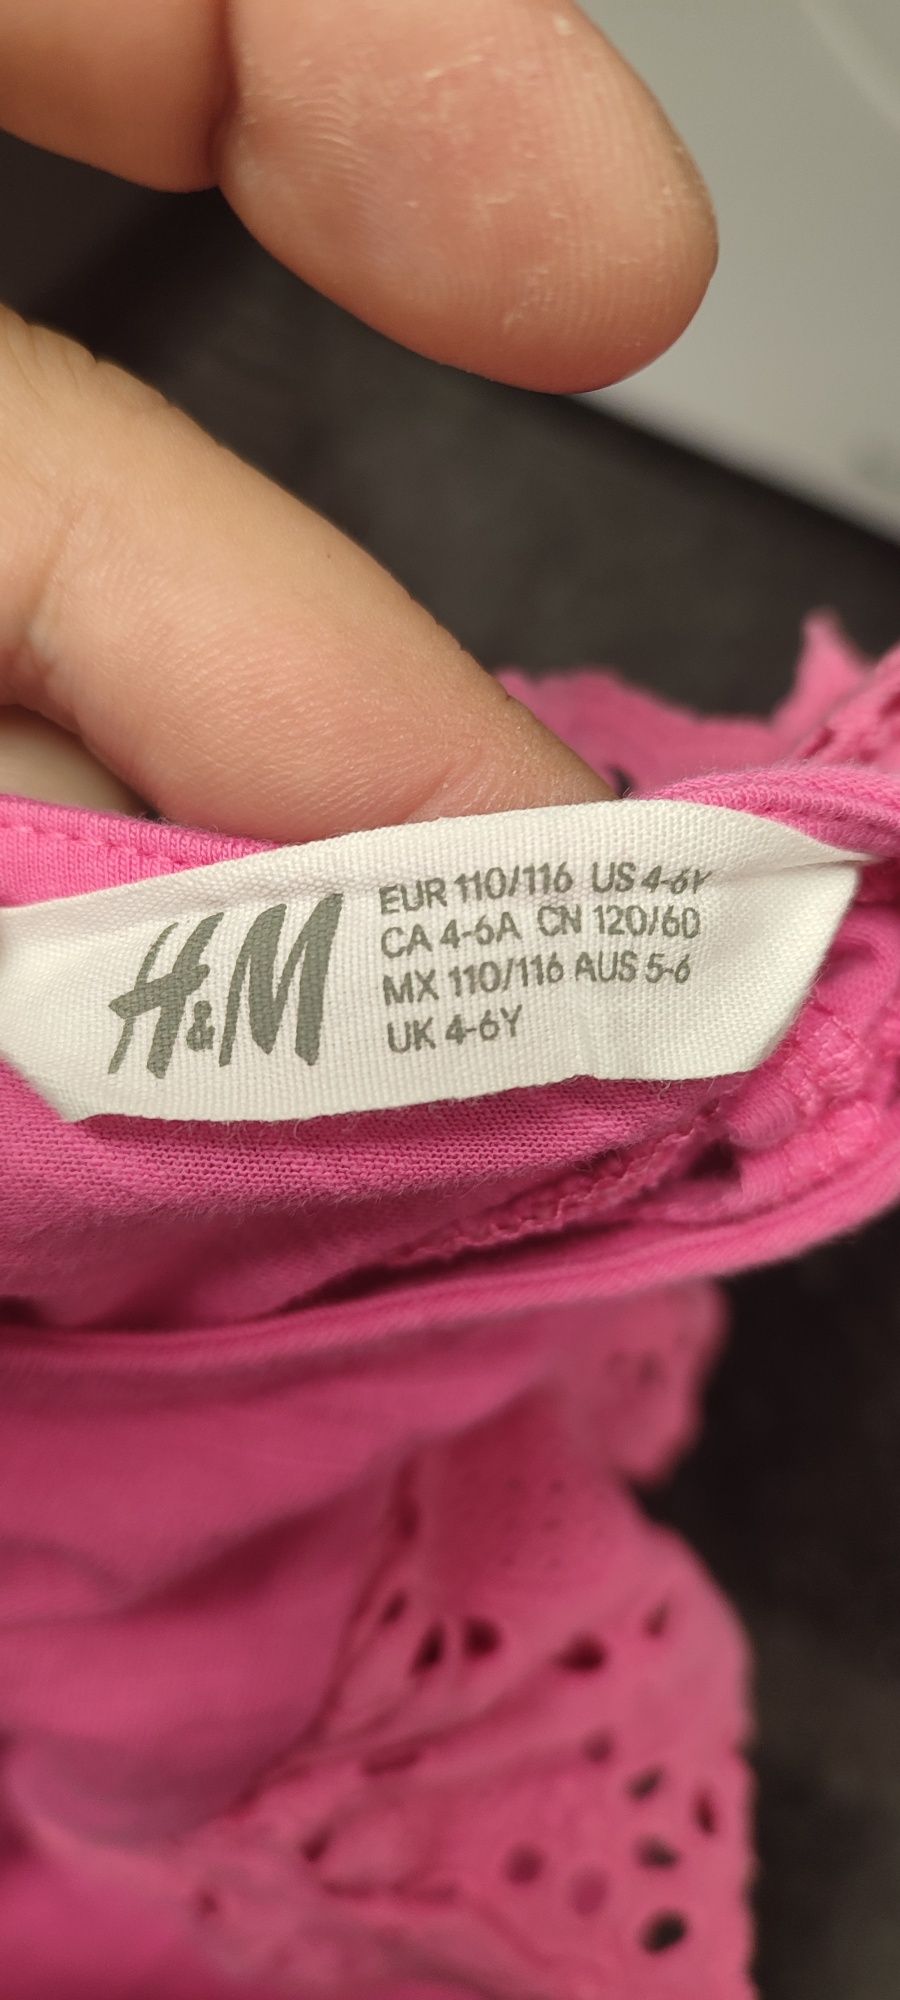 H&M
EUR 110/116 US 4-6Y
CA 4-6A CN 120/60
MX 110/116 AUS 5-6
UK 4-6Y